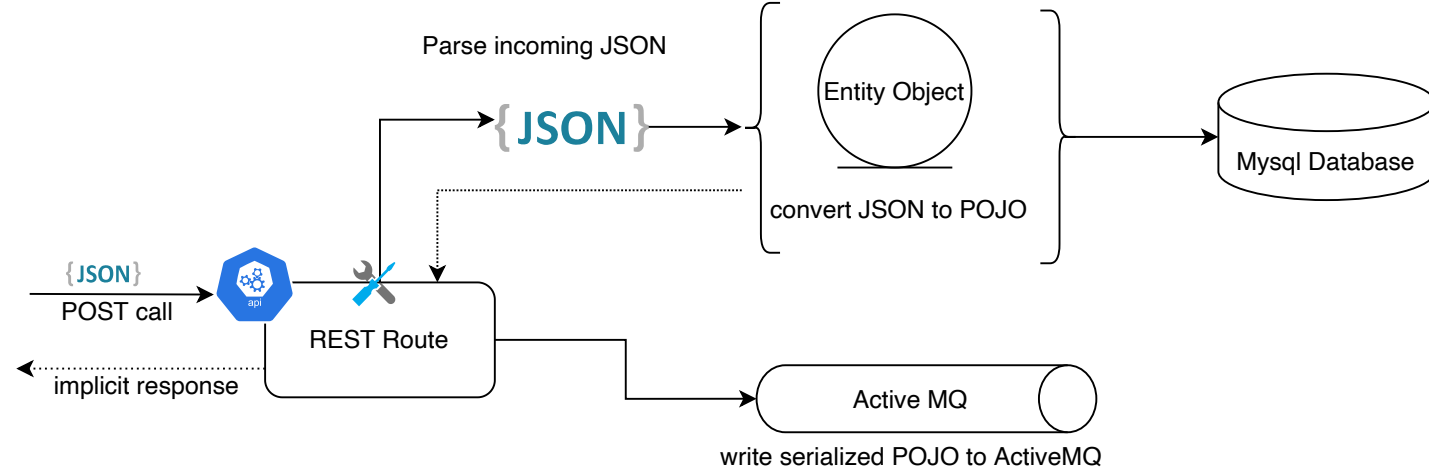 Parse incoming JSON
Entity Object
{JSON}
Mysql Database
convert JSON to POJO
{JSON}
api
POST call
REST Route
implicit response
Active MQ
write serialized POJO to ActiveMQ